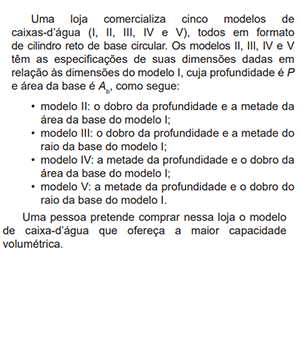 Uma loja comercializa cinco modelos de
caixas-d'água (I, II, III, IV e V), todos em formato
de cilindro reto de base circular. Os modelos II, III, IV e V
têm as especificações de suas dimensões dadas em
relação às dimensões do modelo I, cuja profundidade é P
e área da base é Ab, como segue:
• modelo II: o dobro da profundidade e a metade da
área da base do modelo I;
• modelo III: o dobro da profundidade e a metade do
raio da base do modelo I;
• modelo IV: a metade da profundidade e o dobro da
área da base do modelo I;
• modelo V: a metade da profundidade e o dobro do
raio da base do modelo I.
Uma pessoa pretende comprar nessa loja o modelo
de caixa-d'água que ofereça a maior capacidade
volumétrica.